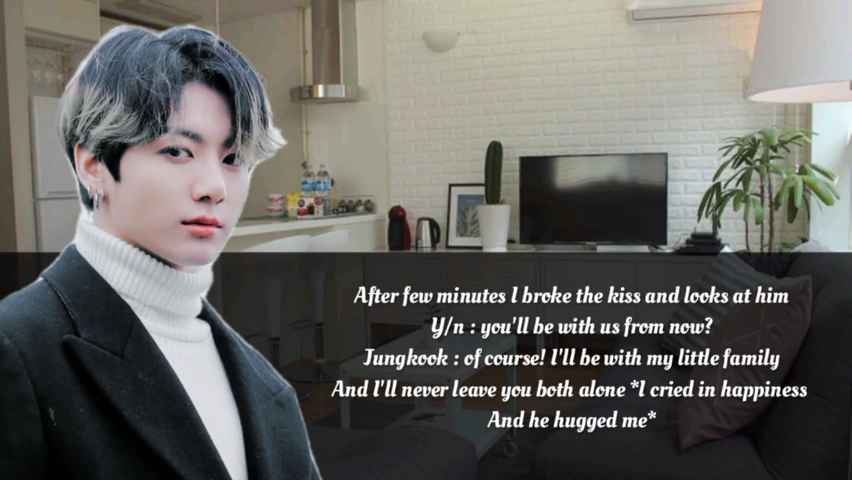 After few minutes I broke the kiss and looks at him
Y/n : you'll be with us from now?
Jungkook : of course! I'll be with my little family
And I'll never leave you both alone *I cried in happiness
And he hugged me*